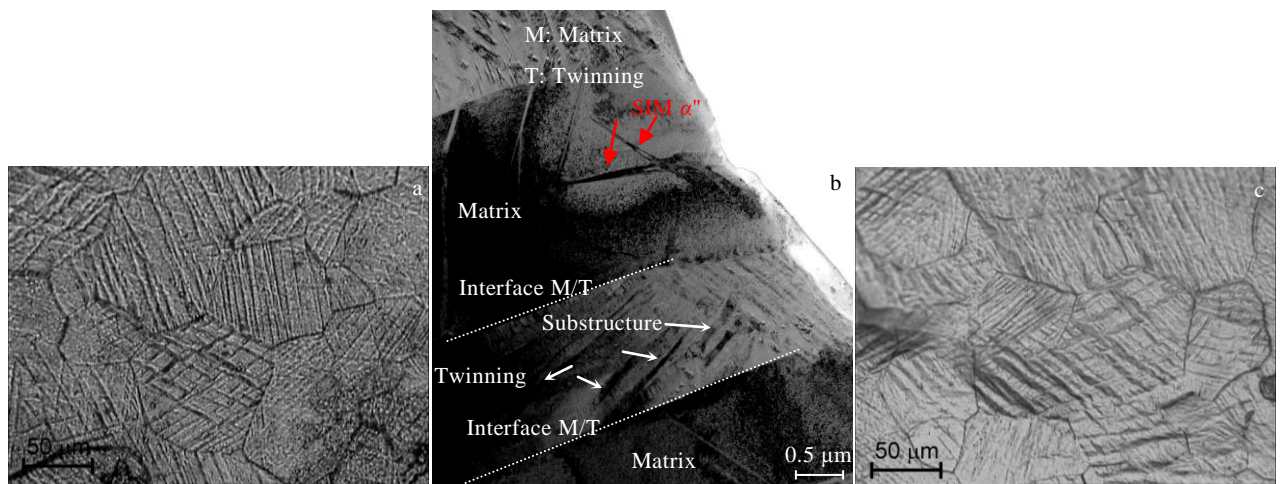 a
50 μm
M: Matrix
T: Twinning
SIM α"
b
Matrix
Interface M/T
Substructure
Twinning
Interface M/T
Matrix
0.5 μm
c
50 μm